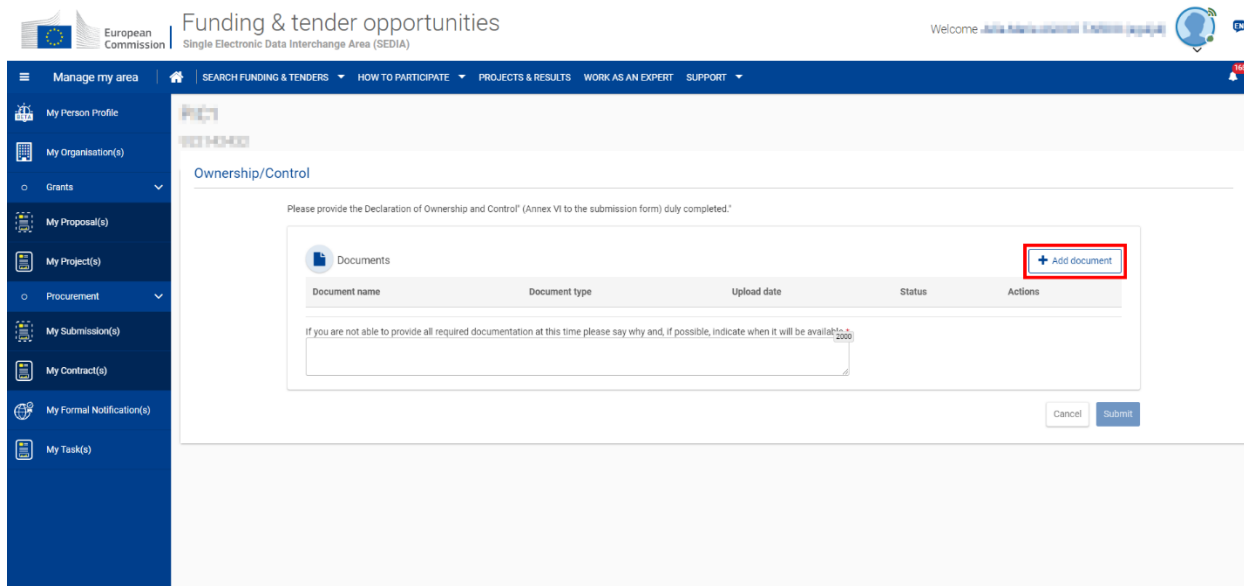 European
Commission
Funding & tender opportunities
Single Electronic Data Interchange Area (SEDIA)
Welcome
EN
Manage my area
SEARCH FUNDING & TENDERS
HOW TO PARTICIPATE
PROJECTS & RESULTS
WORK AS AN EXPERT
SUPPORT
My Person Profile
BETA
My Organisation(s)
Grants
My Proposal(s)
My Project(s)
Procurement
My Submission(s)
My Contract(s)
My Formal Notification(s)
My Task(s)
Ownership/Control
Please provide the Declaration of Ownership and Control" (Annex VI to the submission form) duly completed."
Documents
+ Add document
Document name Document type Upload date Status Actions
If you are not able to provide all required documentation at this time please say why and, if possible, indicate when it will be available *
2000
Cancel
Submit